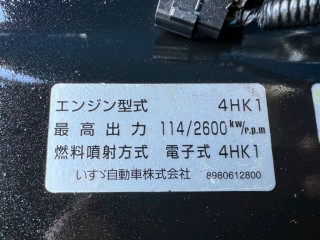 エンジン型式 4HK1
最高出力 114/2600 kw/r.p.m
燃料噴射方式 電子式 4HK1
いすゞ自動車株式会社 8980612800